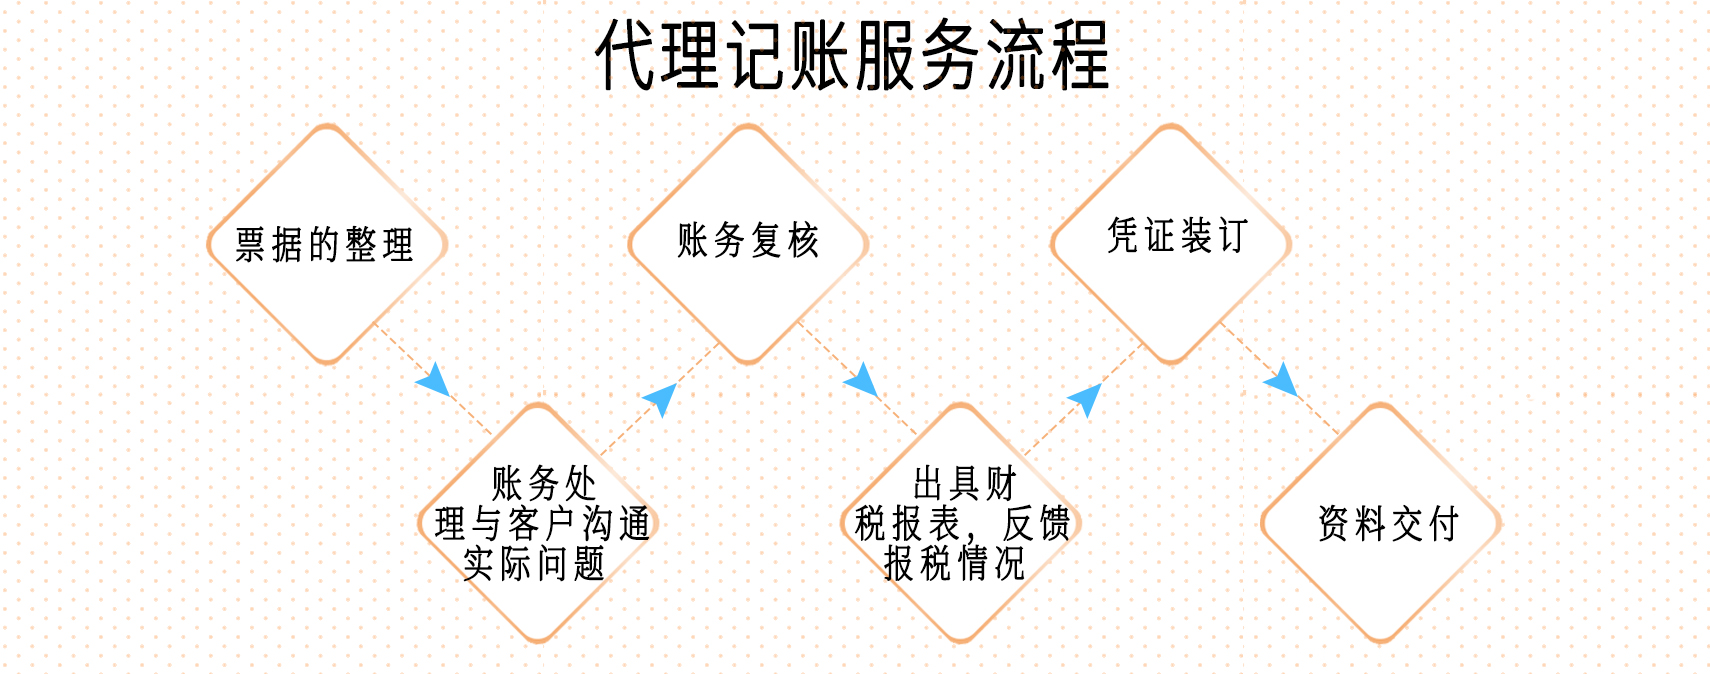 代理记账服务流程
票据的整理
账务处
理与客户沟通
实际问题
账务复核
出具财
税报表，反馈
报税情况
凭证装订
资料交付